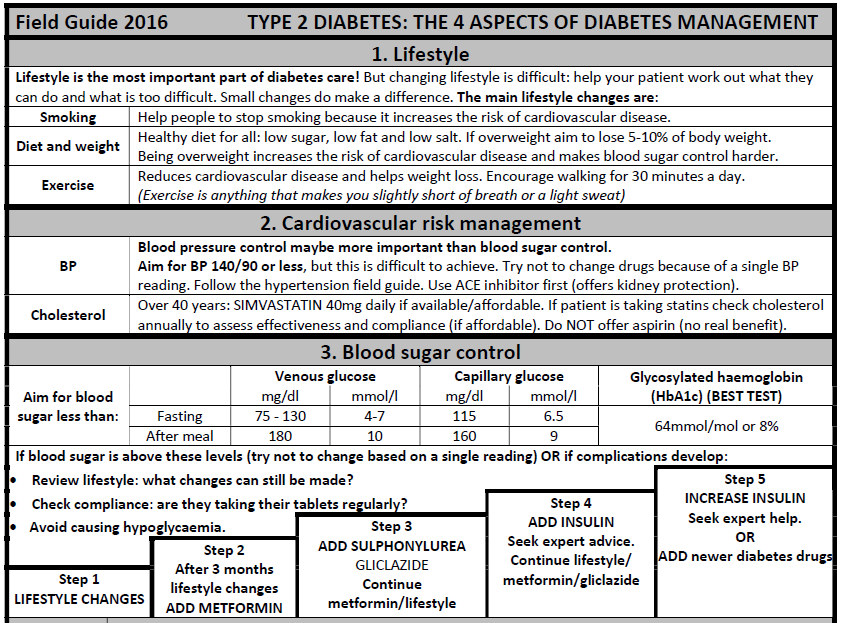 Field Guide 2016 TYPE 2 DIABETES: THE 4 ASPECTS OF DIABETES MANAGEMENT
1. Lifestyle
Lifestyle is the most important part of diabetes care! But changing lifestyle is difficult: help your patient work out what they
can do and what is too difficult. Small changes do make a difference. The main lifestyle changes are:
Smoking Help people to stop smoking because it increases the risk of cardiovascular disease.
Diet and weight Healthy diet for all: low sugar, low fat and low salt. If overweight aim to lose 5-10% of body weight.
Being overweight increases the risk of cardiovascular disease and makes blood sugar control harder.
Exercise Reduces cardiovascular disease and helps weight loss. Encourage walking for 30 minutes a day.
(Exercise is anything that makes you slightly short of breath or a light sweat)
2. Cardiovascular risk management
BP Blood pressure control maybe more important than blood sugar control.
Aim for BP 140/90 or less, but this is difficult to achieve. Try not to change drugs because of a single BP
reading. Follow the hypertension field guide. Use ACE inhibitor first (offers kidney protection).
Cholesterol Over 40 years: SIMVASTATIN 40mg daily if available/affordable. If patient is taking statins check cholesterol
annually to assess effectiveness and compliance (if affordable). Do NOT offer aspirin (no real benefit).
3. Blood sugar control
Aim for blood sugar less than:
Venous glucose Capillary glucose Glycosylated haemoglobin
mg/dl mmol/l mg/dl mmol/l (HbA1c) (BEST TEST)
Fasting 75 - 130 4-7 115 6.5 64mmol/mol or 8%
After meal 180 10 160 9
If blood sugar is above these levels (try not to change based on a single reading) OR if complications develop:
• Review lifestyle: what changes can still be made?
• Check compliance: are they taking their tablets regularly?
• Avoid causing hypoglycaemia.
Step 1
LIFESTYLE CHANGES
Step 2
After 3 months
lifestyle changes
ADD METFORMIN
Step 3
ADD SULPHONYLUREA
GLICLAZIDE
Continue
metformin/lifestyle
Step 4
ADD INSULIN
Seek expert advice.
Continue lifestyle/
metformin/gliclazide
Step 5
INCREASE INSULIN
Seek expert help.
OR
ADD newer diabetes drugs